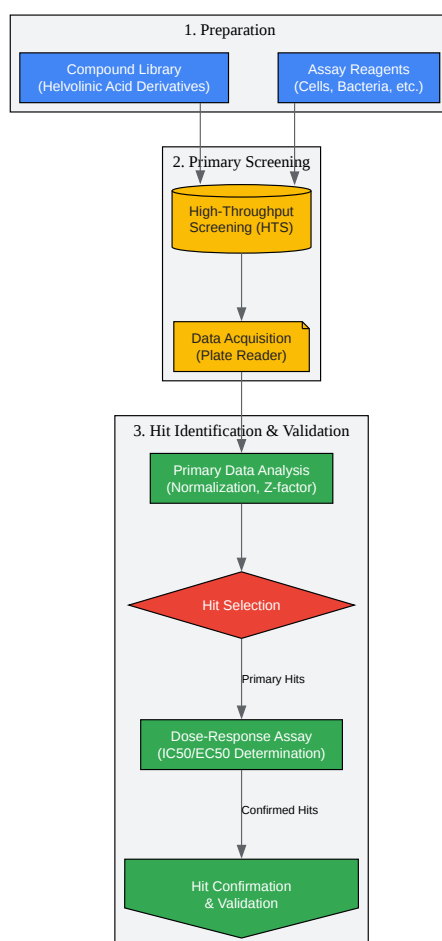 1. Preparation
Compound Library
(Helvolinic Acid Derivatives)
Assay Reagents
(Cells, Bacteria, etc.)
2. Primary Screening
High-Throughput
Screening (HTS)
Data Acquisition
(Plate Reader)
3. Hit Identification & Validation
Primary Data Analysis
(Normalization, Z-factor)
Hit Selection
Primary Hits
Dose-Response Assay
(IC50/EC50 Determination)
Confirmed Hits
Hit Confirmation
& Validation